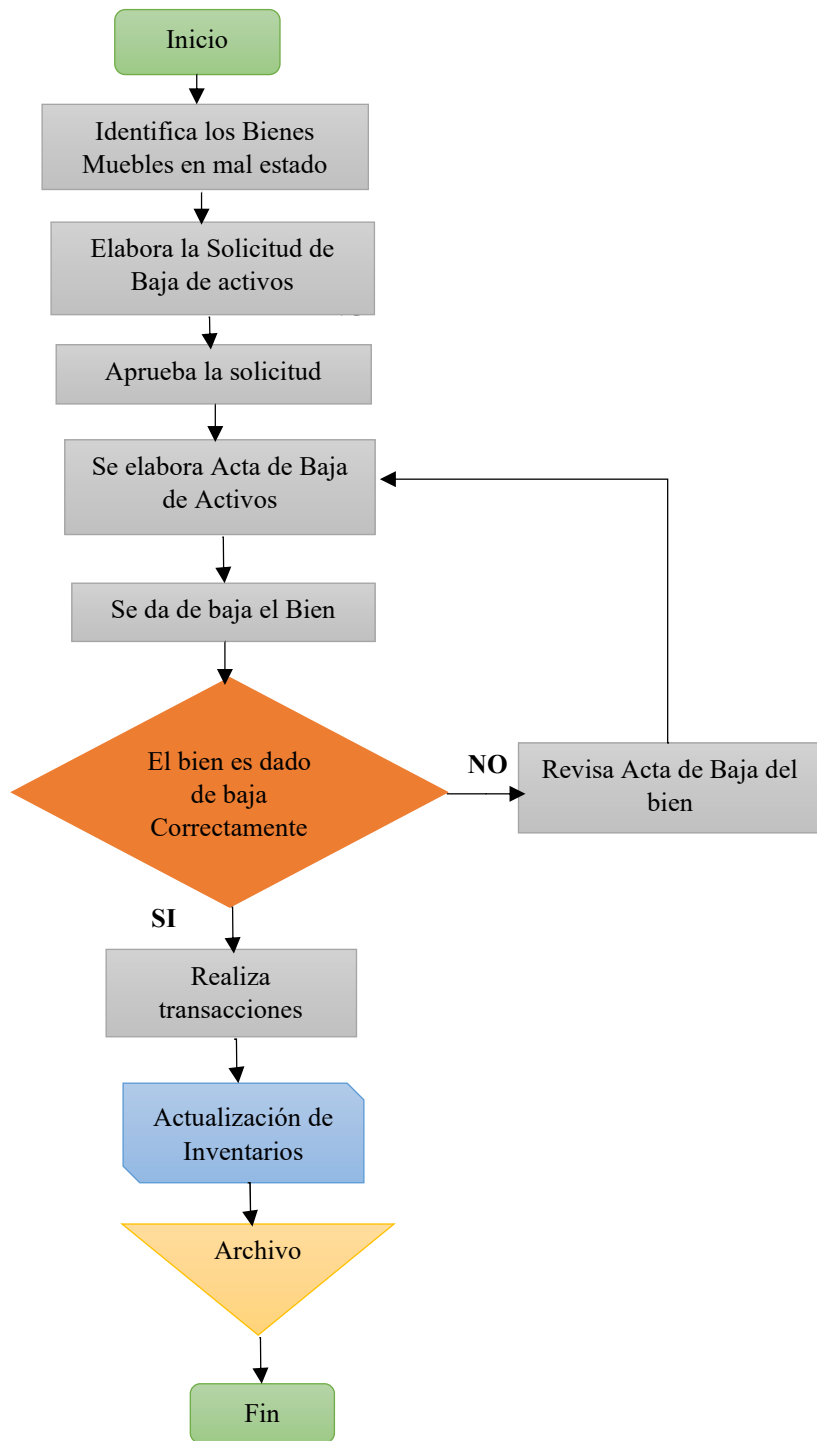 Inicio
Identifica los Bienes
Muebles en mal estado
Elabora la Solicitud de
Baja de activos
Aprueba la solicitud
Se elabora Acta de Baja
de Activos
Se da de baja el Bien
El bien es dado
de baja
Correctamente
NO
Revisa Acta de Baja del
bien
SI
Realiza
transacciones
Actualización de
Inventarios
Archivo
Fin